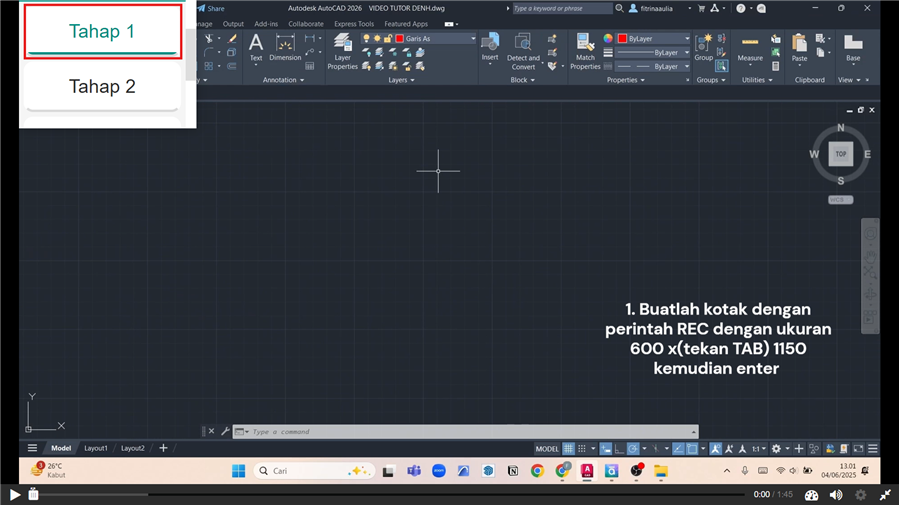 Tahap 1
Tahap 2
Share
Autodesk AutoCAD 2026 VIDEO TUTOR DENH.dwg
Type a keyword or phrase
fitrinaaulia
Output Add-ins Collaborate Express Tools Featured Apps
Text
Dimension
Annotation
Layer
Properties
Garis As
Layers
Insert
Detect and
Convert
Block
Match
Properties
ByLayer
ByLayer
ByLayer
Properties
Group
Groups
Measure
Utilities
Paste
Clipboard
Base
View
N
W
TOP
E
S
WCS
1. Buatlah kotak dengan
perintah REC dengan ukuran
600 x(tekan TAB) 1150
kemudian enter
Y
X
Type a command
Model Layout1 Layout2 +
MODEL
1:1
3
26°C
Kabut
Cari
13.01
04/06/2025
0:00 / 1:45